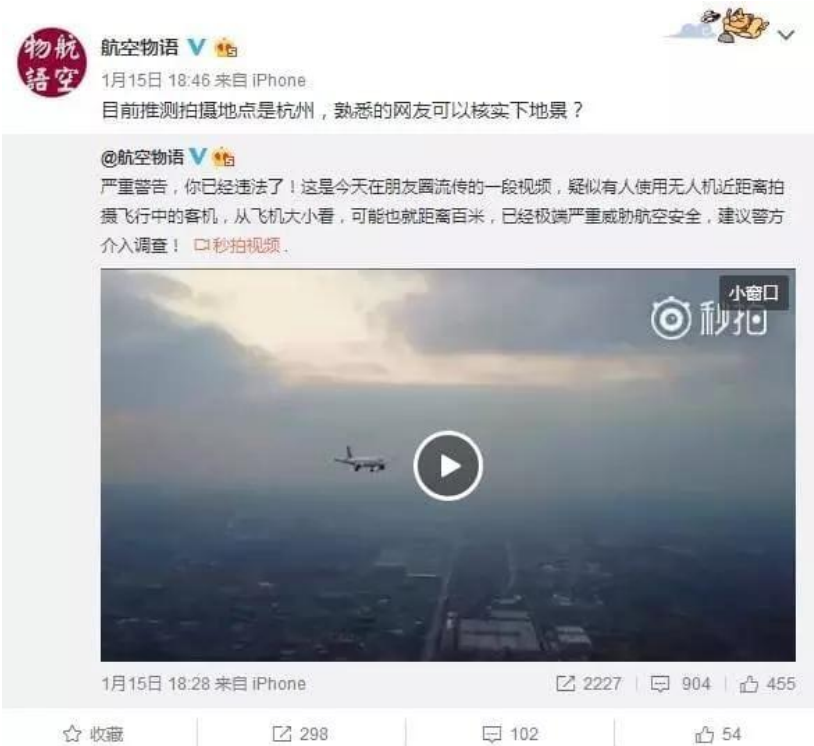 物航
語空
航空物语
1月15日 18:46 来自 iPhone
目前推测拍摄地点是杭州，熟悉的网友可以核实下地景？
@航空物语
严重警告，你已经违法了！这是今天在朋友圈流传的一段视频，疑似有人使用无人机近距离拍
摄飞行中的客机，从飞机大小看，可能也就距离百米，已经极端严重威胁航空安全，建议警方
介入调查！ 秒拍视频 .
小窗口
秒拍
1月15日 18:28 来自 iPhone 2227 904 455
收藏 298 102 54